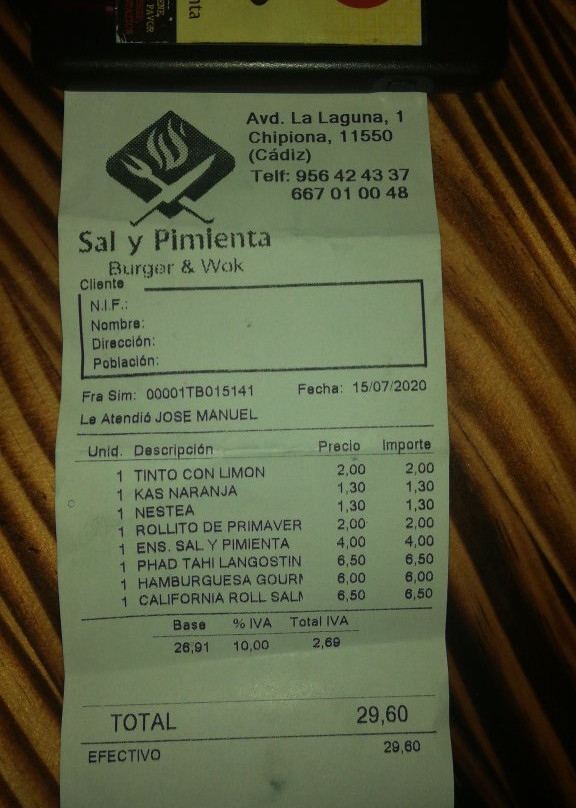 Avd. La Laguna, 1
Chipiona, 11550
(Cádiz)
Telf: 956 42 43 37
667 01 00 48
Sal y Pimienta
Burger & Wok
Cliente
N.I.F.:
Nombre:
Dirección:
Población:
Fra Sim: 00001TB015141 Fecha: 15/07/2020
Le Atendió JOSE MANUEL
Unid. Descripción Precio Importe
1 TINTO CON LIMON 2,00 2,00
1 KAS NARANJA 1,30 1,30
1 NESTEA 1,30 1,30
1 ROLLITO DE PRIMAVER 2,00 2,00
1 ENS. SAL Y PIMIENTA 4,00 4,00
1 PHAD TAHI LANGOSTIN 6,50 6,50
1 HAMBURGUESA GOURN 6,00 6,00
1 CALIFORNIA ROLL SALM 6,50 6,50
Base % IVA Total IVA
26,91 10,00 2,69
TOTAL 29,60
EFECTIVO 29,60